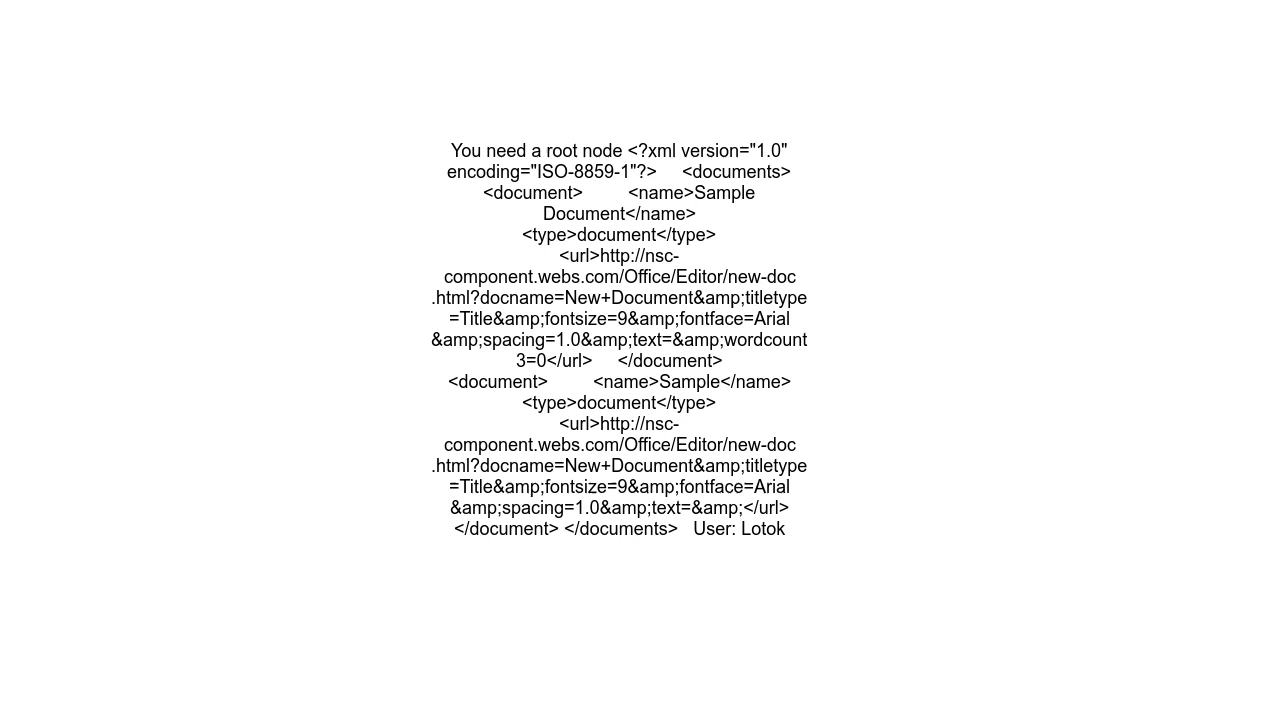 You need a root node <?xml version="1.0"
encoding="ISO-8859-1"?>     <documents>
<document>         <name>Sample
Document</name>
<type>document</type>
<url>http://nsc-
component.webs.com/Office/Editor/new-doc
.html?docname=New+Document&amp;titletype
=Title&amp;fontsize=9&amp;fontface=Arial
&amp;spacing=1.0&amp;text=&amp;wordcount
3=0</url>     </document>
<document>         <name>Sample</name>
<type>document</type>
<url>http://nsc-
component.webs.com/Office/Editor/new-doc
.html?docname=New+Document&amp;titletype
=Title&amp;fontsize=9&amp;fontface=Arial
&amp;spacing=1.0&amp;text=&amp;</url>
</document> </documents>   User: Lotok